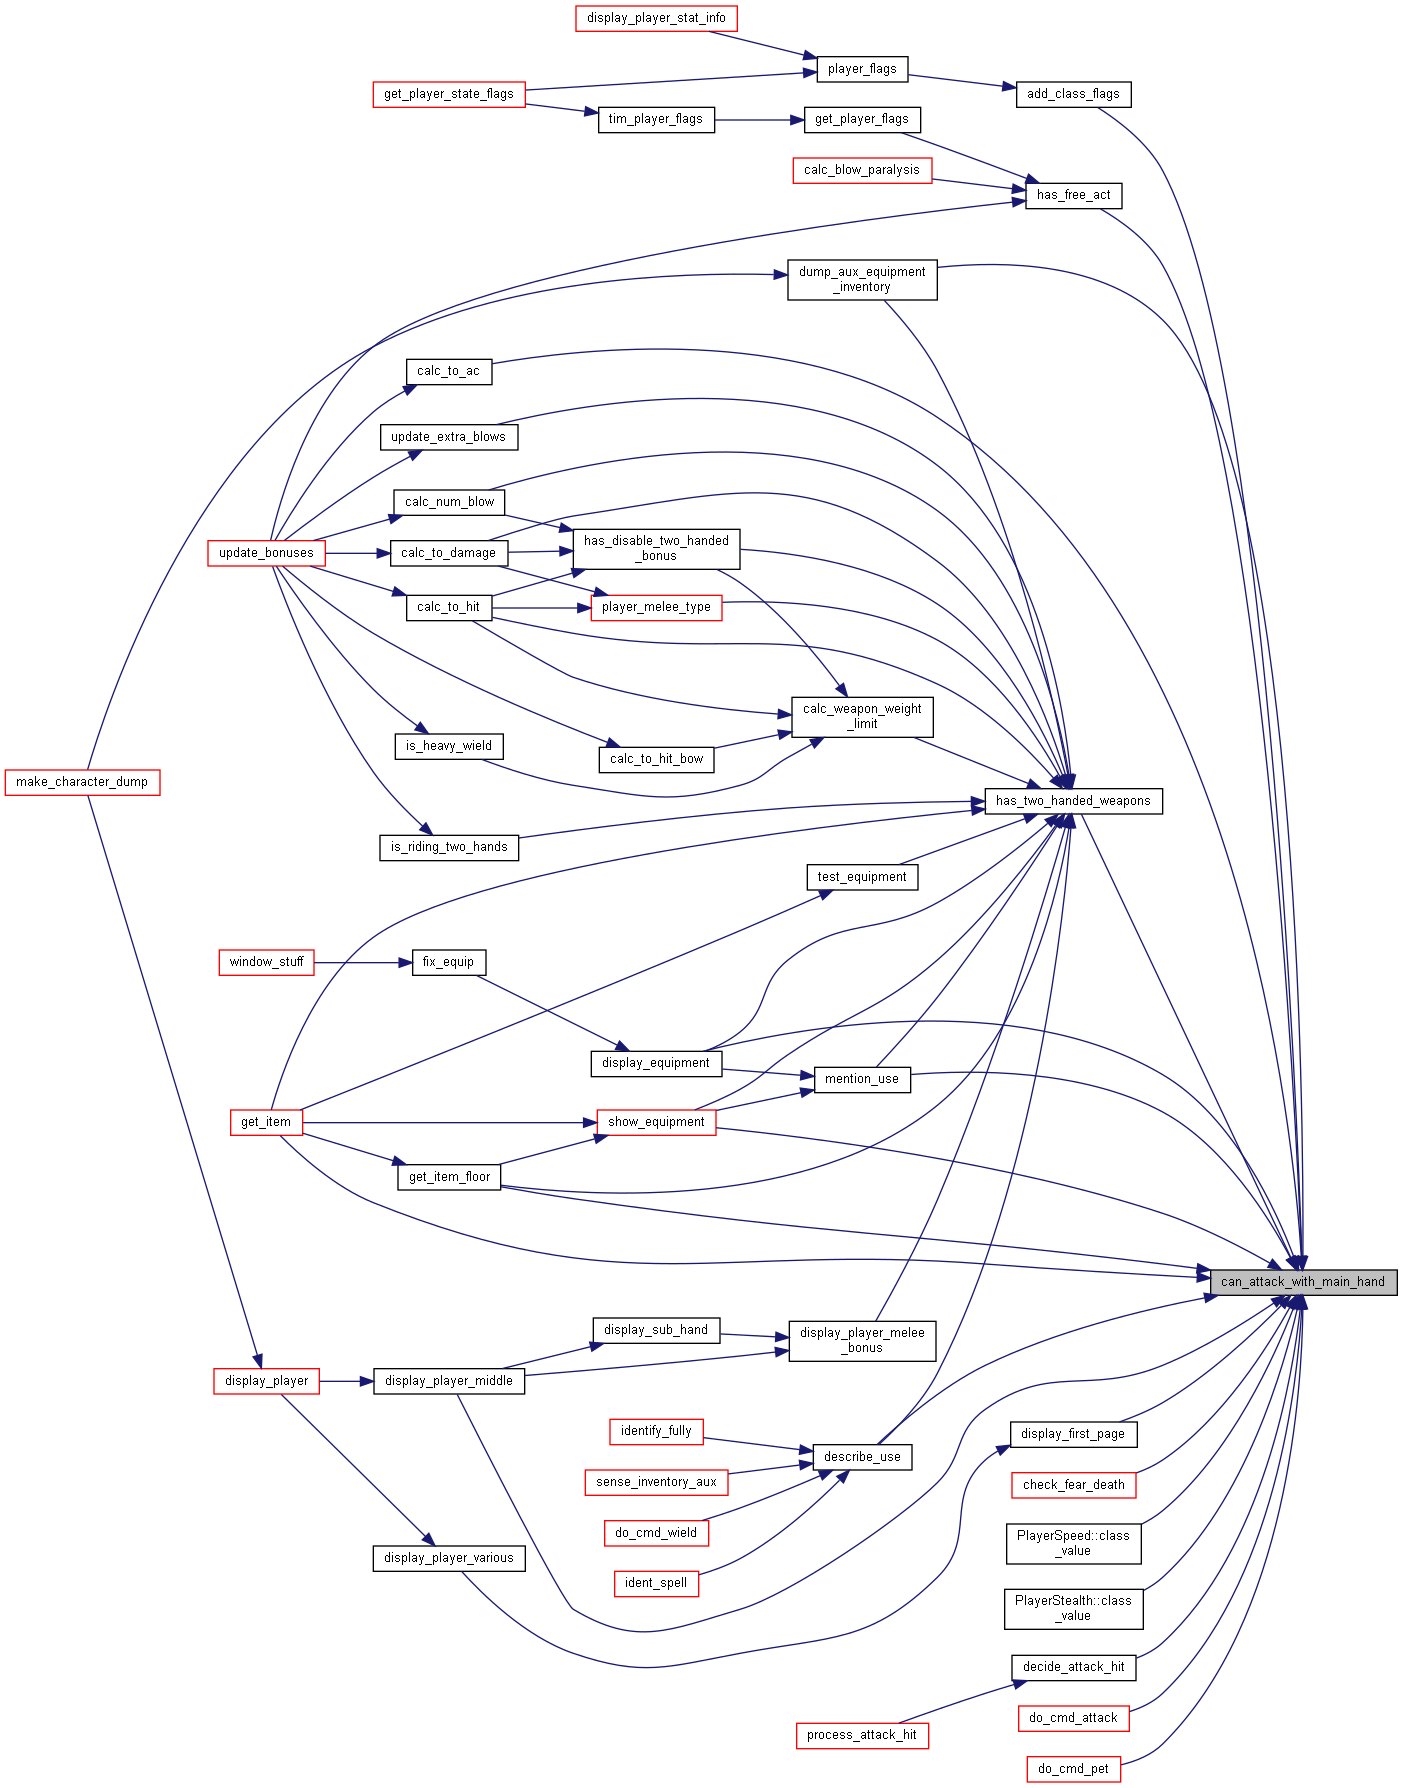 display_player_stat_info
player_flags
get_player_state_flags
add_class_flags
tim_player_flags
get_player_flags
calc_blow_paralysis
has_free_act
dump_aux_equipment
_inventory
calc_to_ac
update_extra_blows
calc_num_blow
update_bonuses
calc_to_damage
has_disable_two_handed
_bonus
calc_to_hit
player_melee_type
calc_weapon_weight
_limit
is_heavy_wield
calc_to_hit_bow
make_character_dump
has_two_handed_weapons
is_riding_two_hands
test_equipment
window_stuff
fix_equip
display_equipment
mention_use
get_item
show_equipment
get_item_floor
can_attack_with_main_hand
display_sub_hand
display_player_melee
_bonus
display_player
display_player_middle
identify_fully
display_first_page
describe_use
sense_inventory_aux
check_fear_death
do_cmd_wield
PlayerSpeed::class
_value
display_player_various
ident_spell
PlayerStealth::class
_value
decide_attack_hit
do_cmd_attack
process_attack_hit
do_cmd_pet